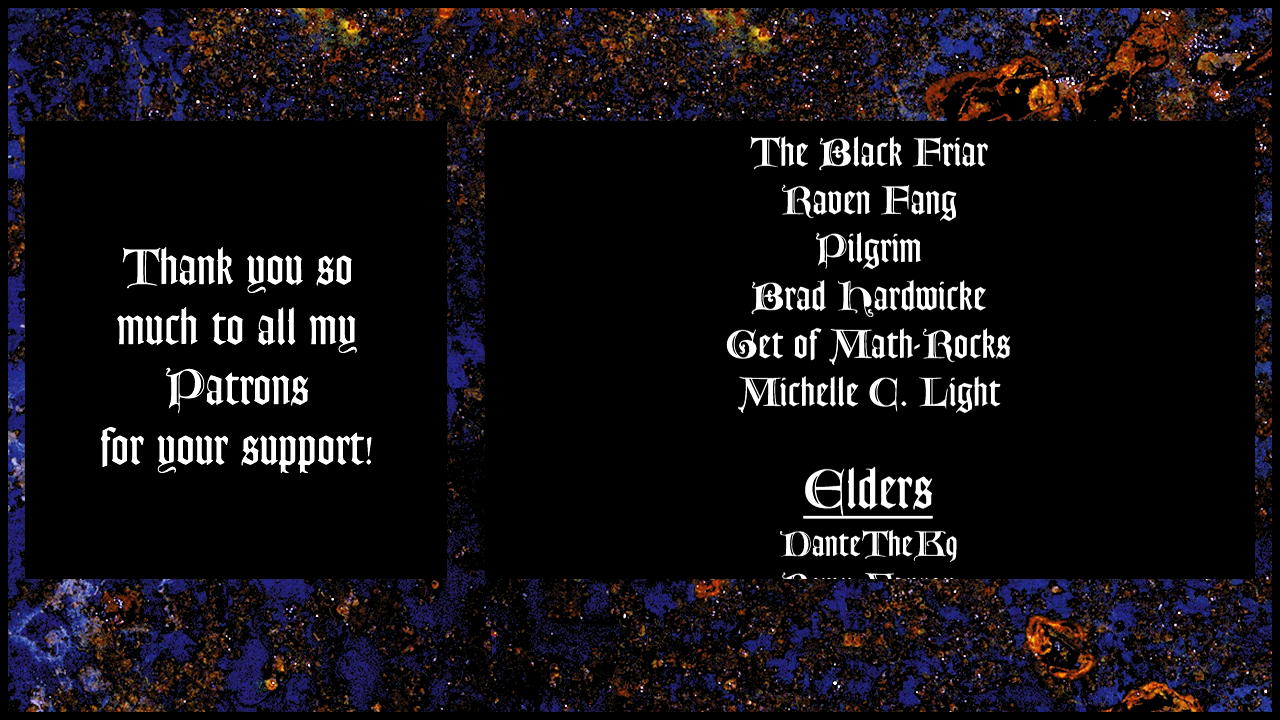 Thank you so
much to all my
Patrons
for your support!
The Black Friar
Raven Fang
Pilgrim
Brad Hardwicke
Get of Math-Rocks
Michelle C. Light
Elders
DanteTheK9